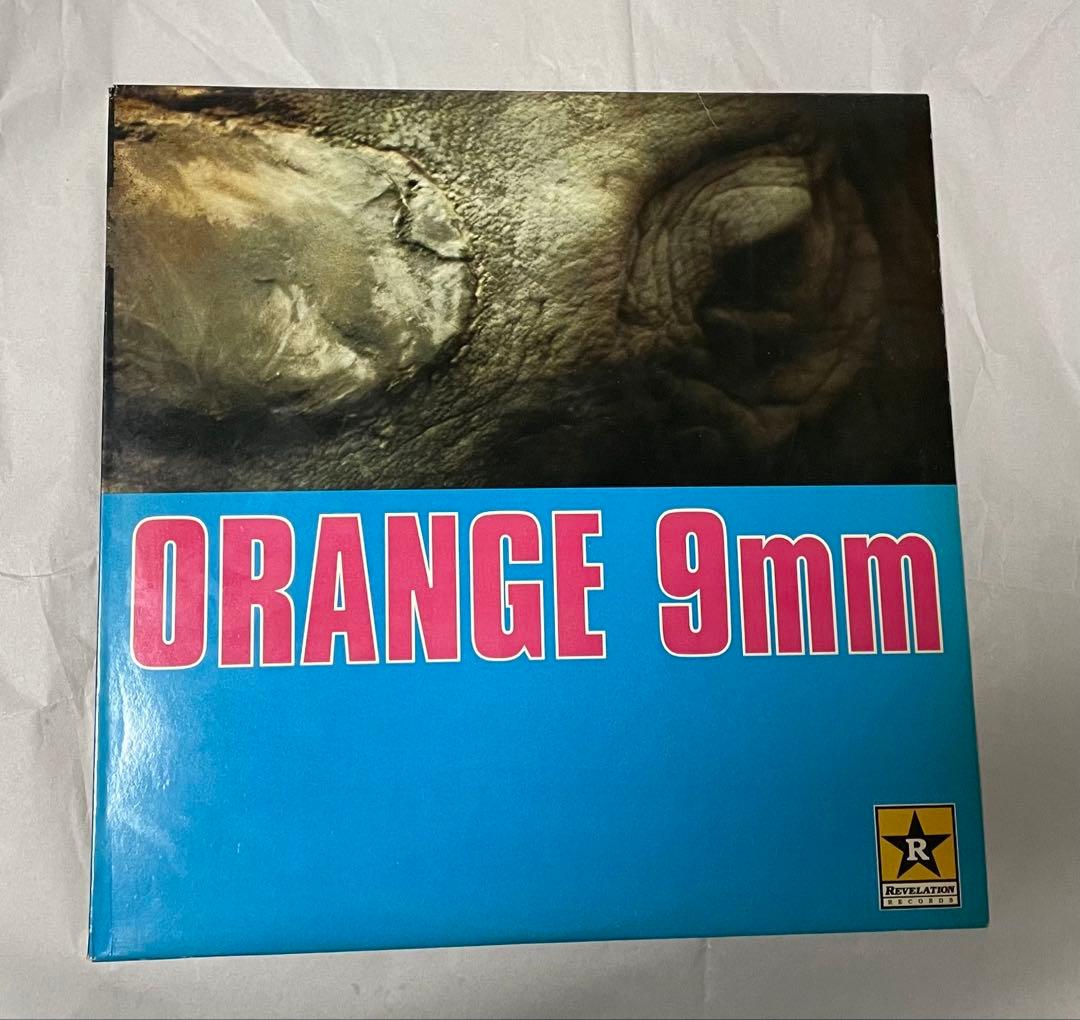 ORANGE 9mm
R
REVELATION
RECORDS